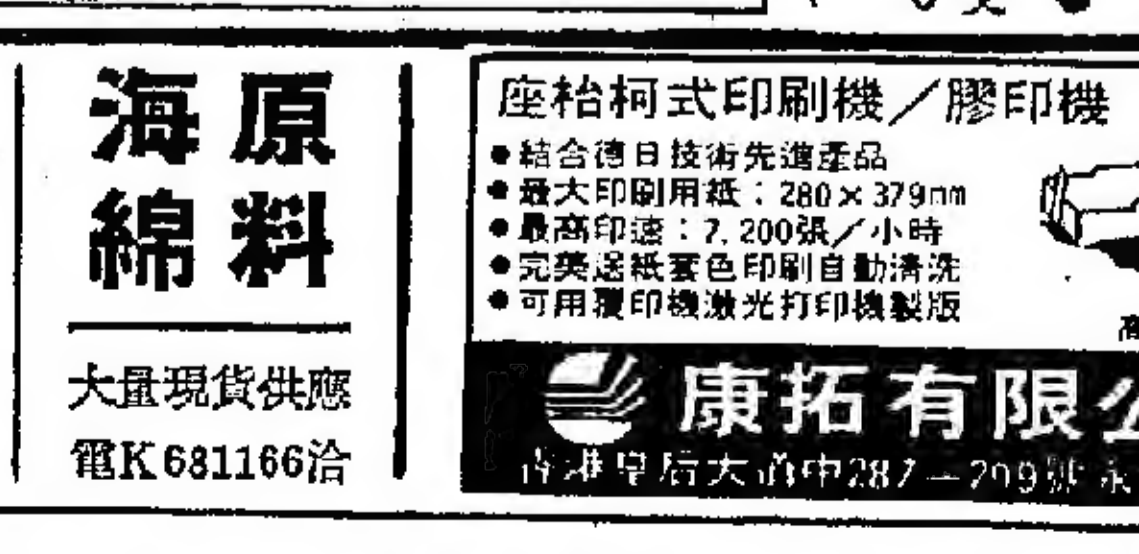 海綿
原料
大量現貨供應
電K681166洽
座枱柯式印刷機／膠印機
●結合德日技術先進產品
●最大印刷用紙：280×379mm
●最高印速：7,200張／小時
●完美送紙套色印刷自動清洗
●可用覆印機激光打印機製版
康拓有限公
香港皇后大道中287—299號永